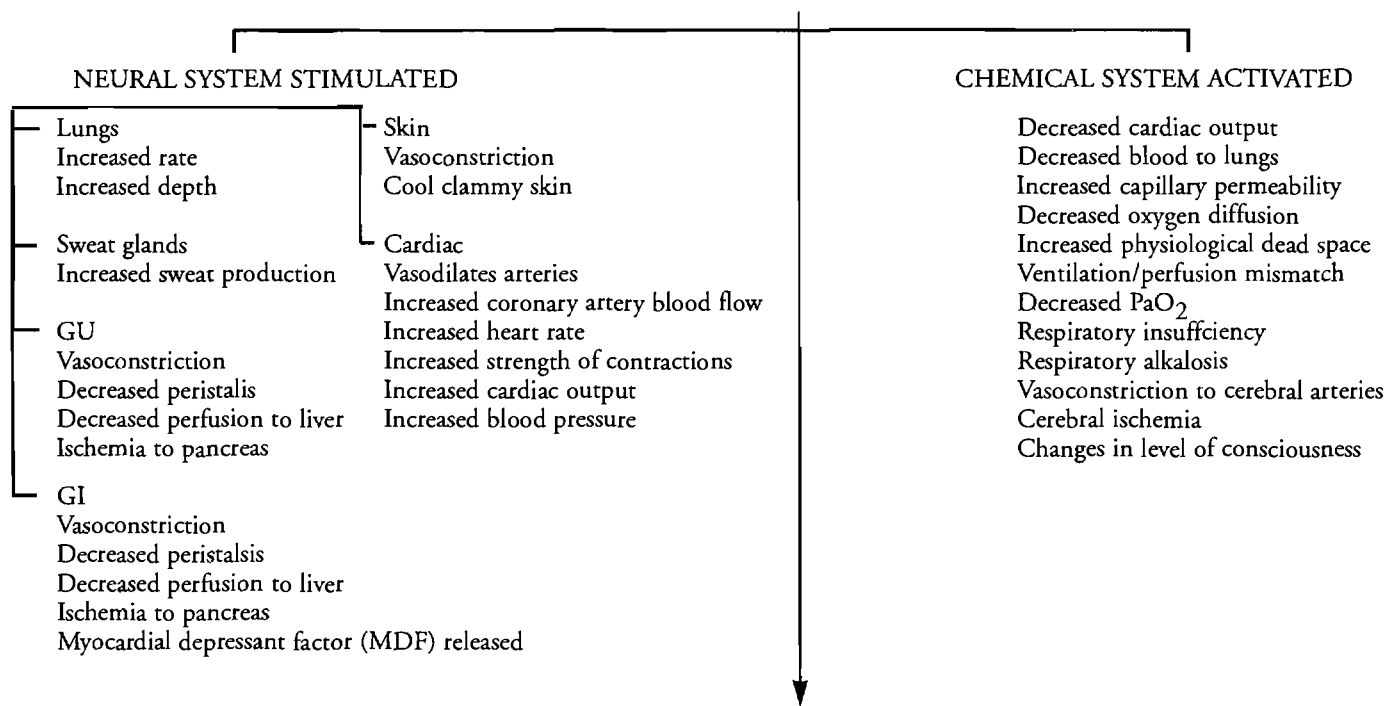 NEURAL SYSTEM STIMULATED
Lungs
Increased rate
Increased depth
Sweat glands
Increased sweat production
GU
Vasoconstriction
Decreased peristalis
Decreased perfusion to liver
Ischemia to pancreas
GI
Vasoconstriction
Decreased peristalsis
Decreased perfusion to liver
Ischemia to pancreas
Myocardial depressant factor (MDF) released
Skin
Vasoconstriction
Cool clammy skin
Cardiac
Vasodilates arteries
Increased coronary artery blood flow
Increased heart rate
Increased strength of contractions
Increased cardiac output
Increased blood pressure
CHEMICAL SYSTEM ACTIVATED
Decreased cardiac output
Decreased blood to lungs
Increased capillary permeability
Decreased oxygen diffusion
Increased physiological dead space
Ventilation/perfusion mismatch
Decreased PaO₂
Respiratory insuffciency
Respiratory alkalosis
Vasoconstriction to cerebral arteries
Cerebral ischemia
Changes in level of consciousness